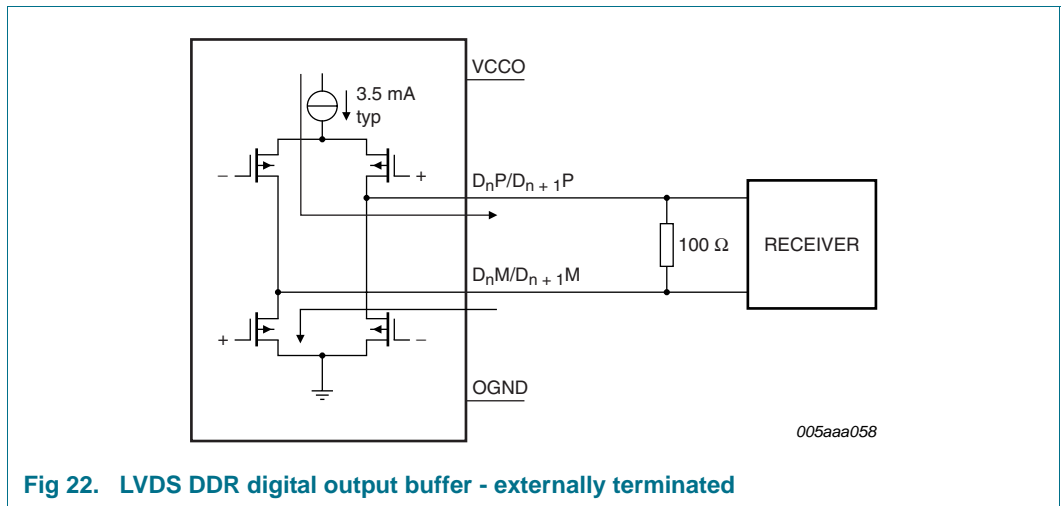 VCCO
3.5 mA
typ
– +
DnP/Dn + 1P
100 Ω RECEIVER
DnM/Dn + 1M
+ –
OGND
005aaa058
Fig 22. LVDS DDR digital output buffer - externally terminated